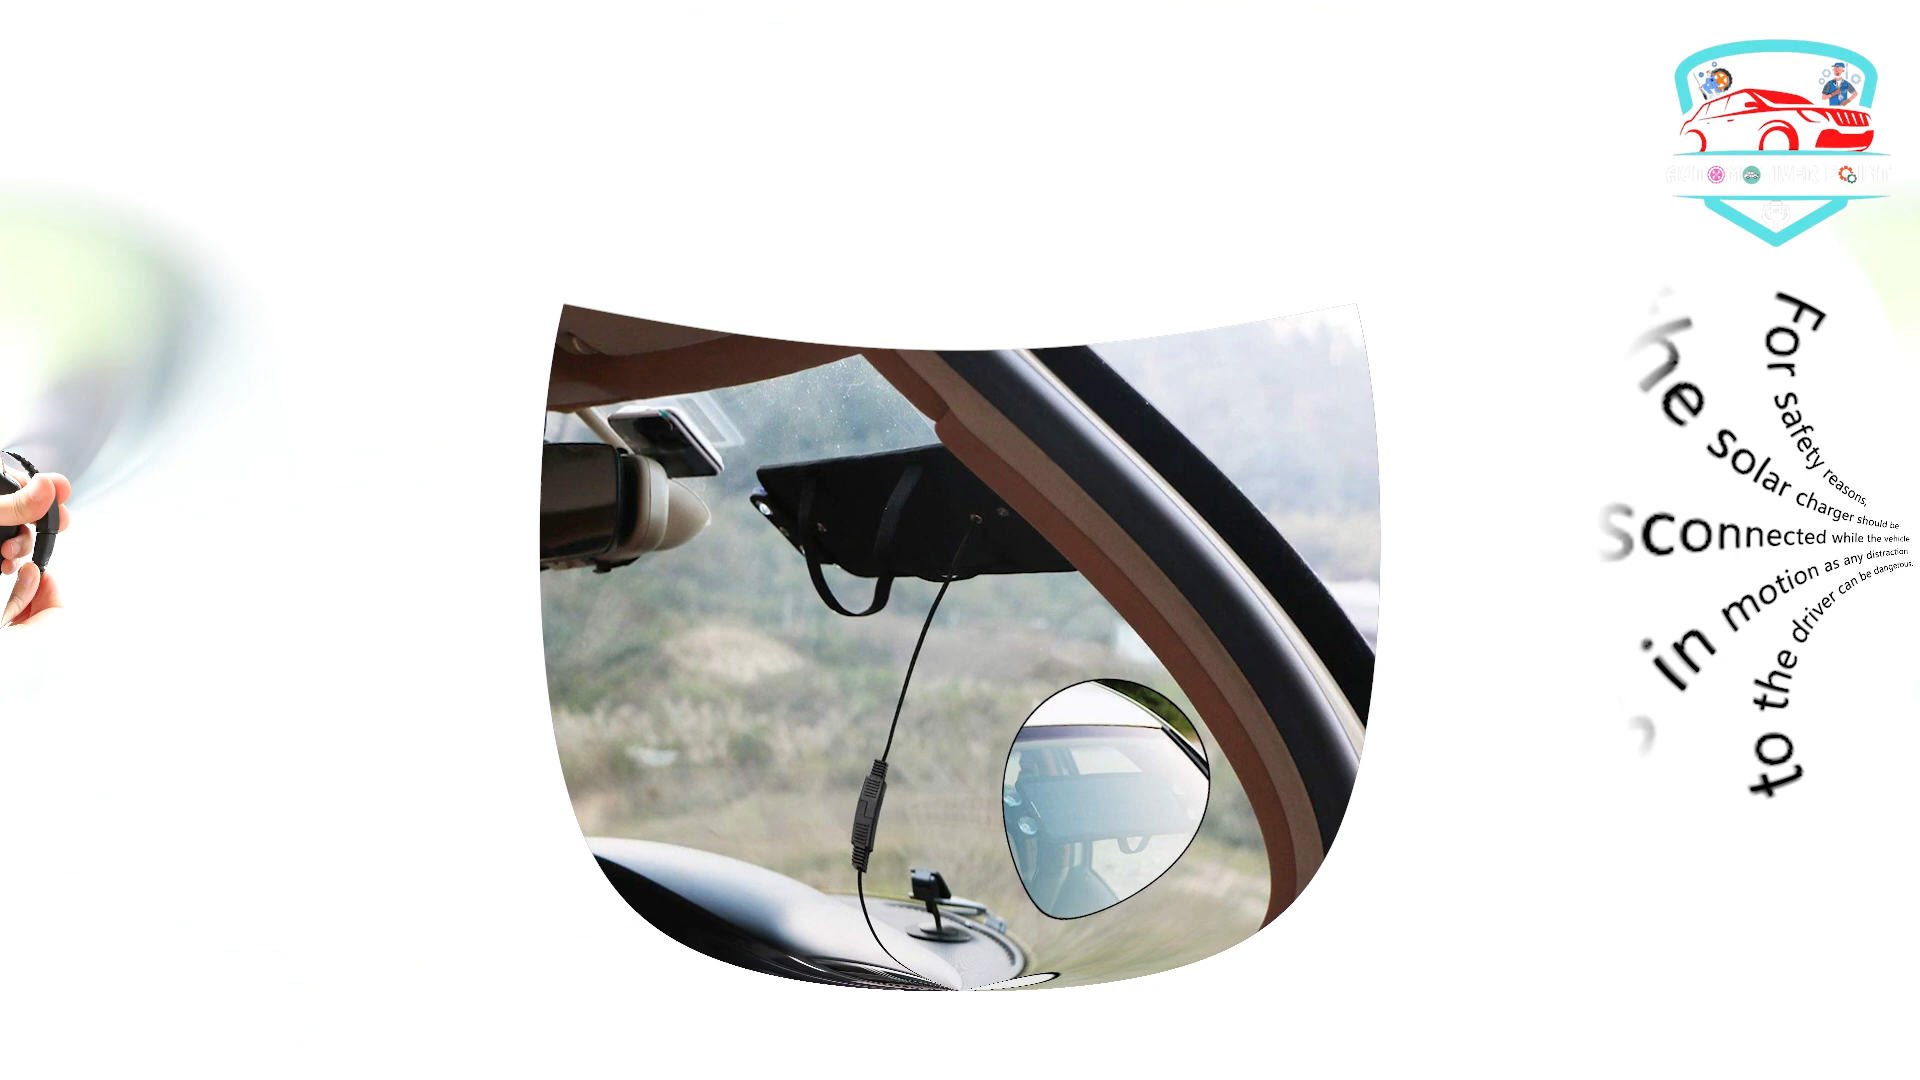 For safety reasons,
the solar charger should be
sconnected while the vehicle
in motion as any distraction
to the driver can be dangerous.